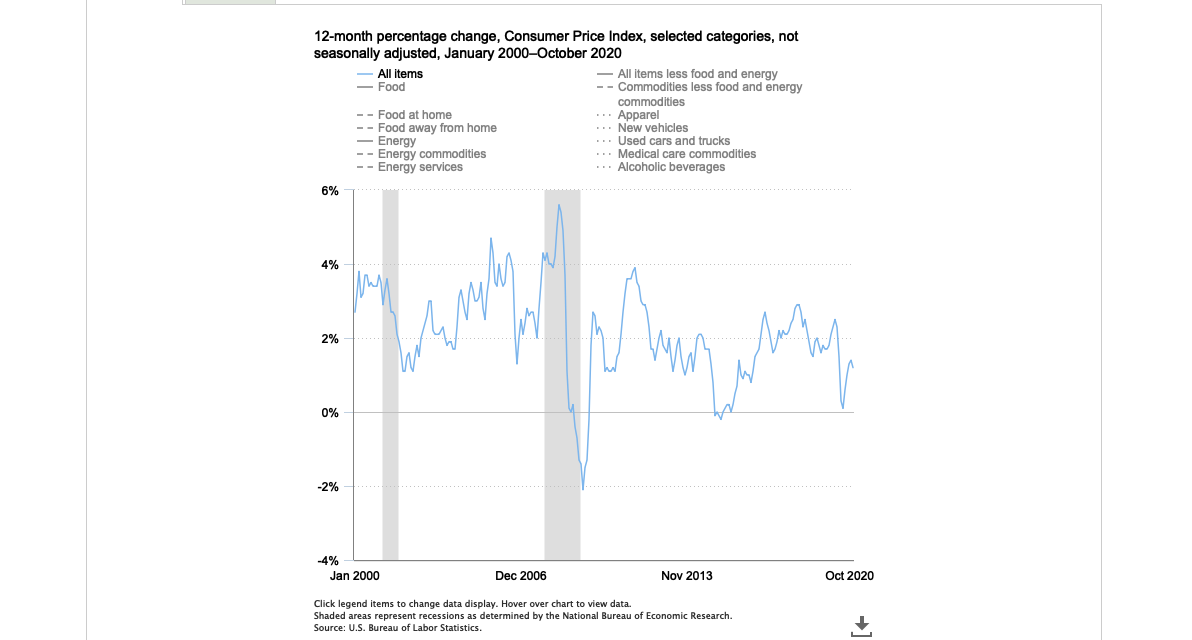 12-month percentage change, Consumer Price Index, selected categories, not
seasonally adjusted, January 2000–October 2020
All items
Food
Food at home
Food away from home
Energy
Energy commodities
Energy services
All items less food and energy
Commodities less food and energy
commodities
Apparel
New vehicles
Used cars and trucks
Medical care commodities
Alcoholic beverages
6%
4%
2%
0%
-2%
-4%
Jan 2000
Dec 2006
Nov 2013
Oct 2020
Click legend items to change data display. Hover over chart to view data.
Shaded areas represent recessions as determined by the National Bureau of Economic Research.
Source: U.S. Bureau of Labor Statistics.